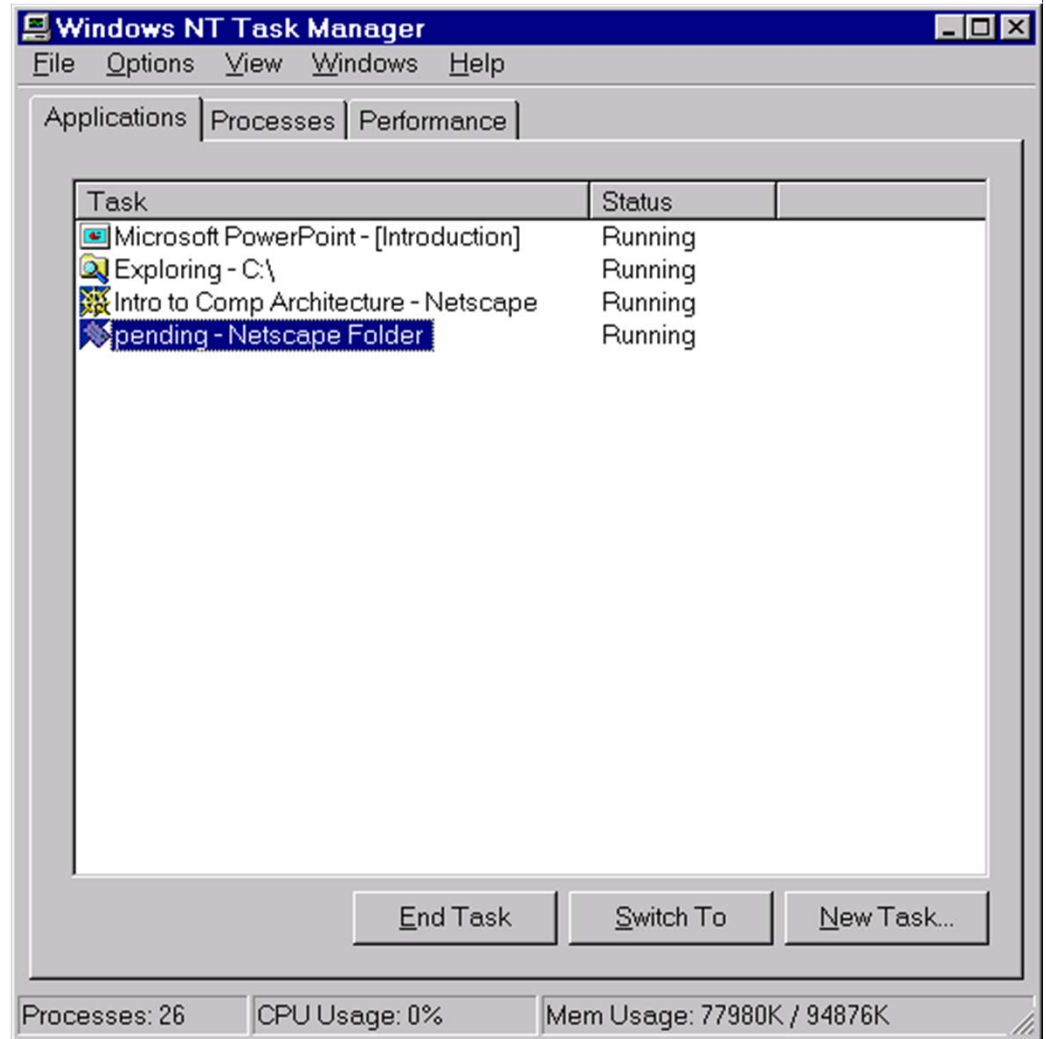 Windows NT Task Manager
File Options View Windows Help
Applications Processes Performance
Task Status
Microsoft PowerPoint - [Introduction] Running
Exploring - C:\ Running
Intro to Comp Architecture - Netscape Running
pending - Netscape Folder Running
End Task Switch To New Task...
Processes: 26 CPU Usage: 0% Mem Usage: 77980K / 94876K